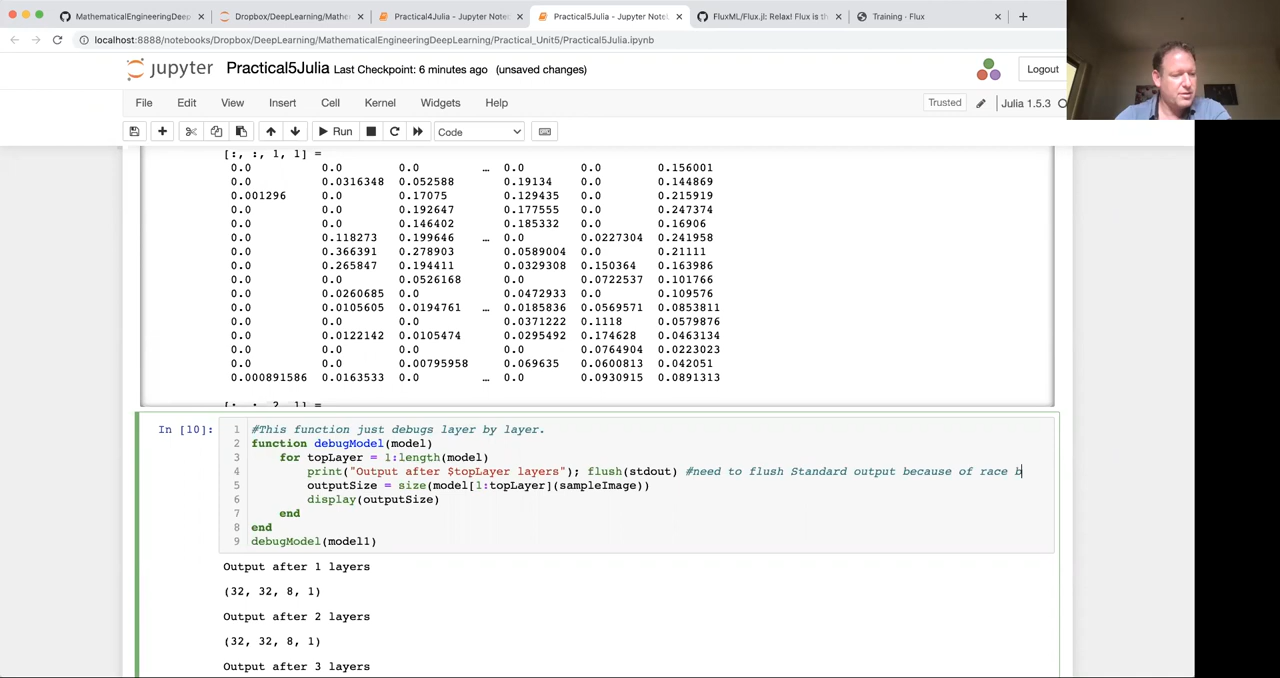 MathematicalEngineeringDeep
Dropbox/DeepLearning/Mathe
Practical4Julia - Jupyter Note
Practical5Julia - Jupyter Note
FluxML/Flux.jl: Relax! Flux is th
Training · Flux
localhost:8888/notebooks/Dropbox/DeepLearning/MathematicalEngineeringDeepLearning/Practical_Unit5/Practical5Julia.ipynb
jupyter Practical5Julia Last Checkpoint: 6 minutes ago (unsaved changes) Logout
File Edit View Insert Cell Kernel Widgets Help Trusted Julia 1.5.3
Run Code
[:, :, 1, 1] =
0.0 0.0 0.0 … 0.0 0.0 0.156001
0.0 0.0316348 0.052588 0.19134 0.0 0.144869
0.001296 0.0 0.17075 0.129435 0.0 0.215919
0.0 0.0 0.192647 0.177555 0.0 0.247374
0.0 0.0 0.146402 0.185332 0.0 0.16906
0.0 0.118273 0.199646 … 0.0 0.0227304 0.241958
0.0 0.366391 0.278903 0.0589004 0.0 0.21111
0.0 0.265847 0.194411 0.0329308 0.150364 0.163986
0.0 0.0 0.0526168 0.0 0.0722537 0.101766
0.0 0.0260685 0.0 0.0472933 0.0 0.109576
0.0 0.0105605 0.0194761 … 0.0185836 0.0569571 0.0853811
0.0 0.0 0.0 0.0371222 0.1118 0.0579876
0.0 0.0122142 0.0105474 0.0295492 0.174628 0.0463134
0.0 0.0 0.0 0.0 0.0764904 0.0223023
0.0 0.0 0.00795958 0.069635 0.0600813 0.042051
0.000891586 0.0163533 0.0 … 0.0 0.0930915 0.0891313
[:, :, 2, 1] =
In [10]: 1 #This function just debugs layer by layer.
2 function debugModel(model)
3 for topLayer = 1:length(model)
4 print("Output after $topLayer layers"); flush(stdout) #need to flush Standard output because of race b
5 outputSize = size(model[1:topLayer](sampleImage))
6 display(outputSize)
7 end
8 end
9 debugModel(model1)
Output after 1 layers
(32, 32, 8, 1)
Output after 2 layers
(32, 32, 8, 1)
Output after 3 layers